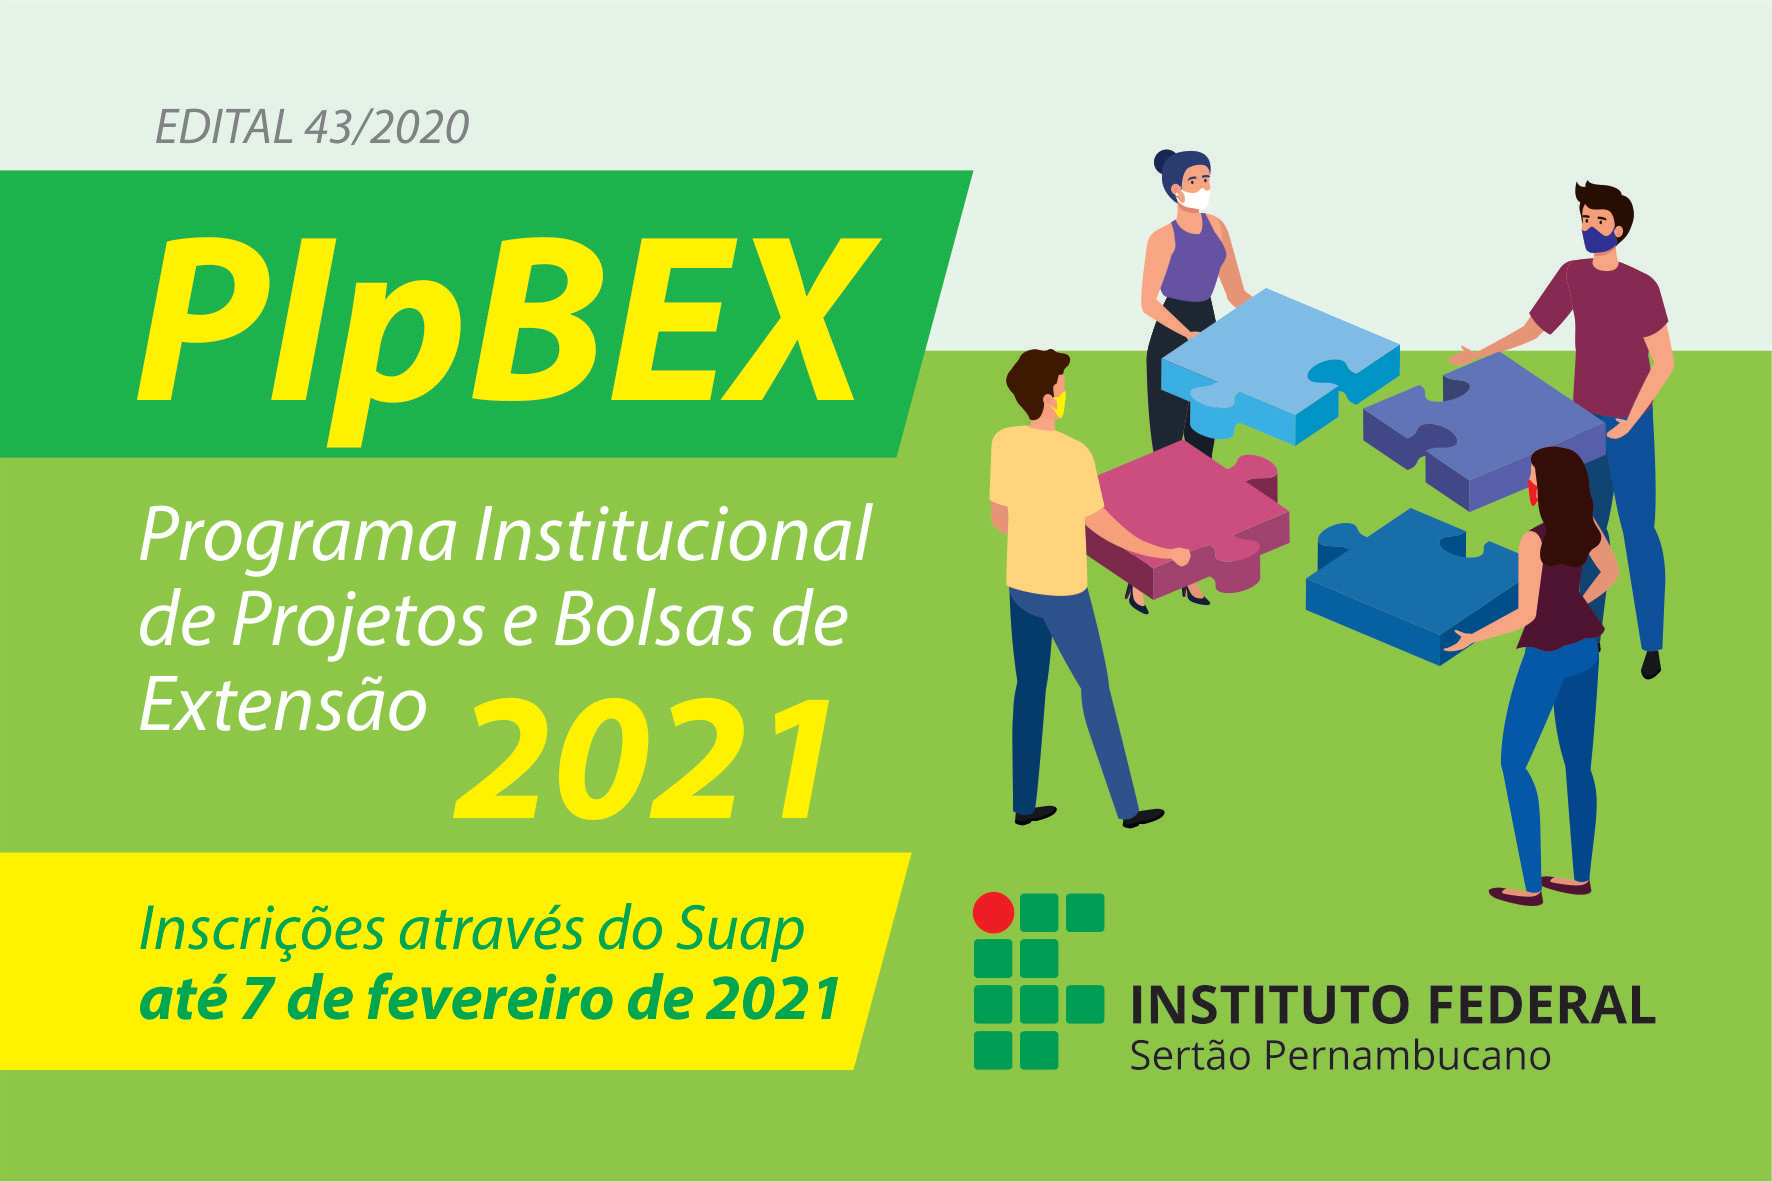 EDITAL 43/2020
PIpBEX
Programa Institucional
de Projetos e Bolsas de
Extensão 2021
Inscrições através do Suap
até 7 de fevereiro de 2021
INSTITUTO FEDERAL
Sertão Pernambucano